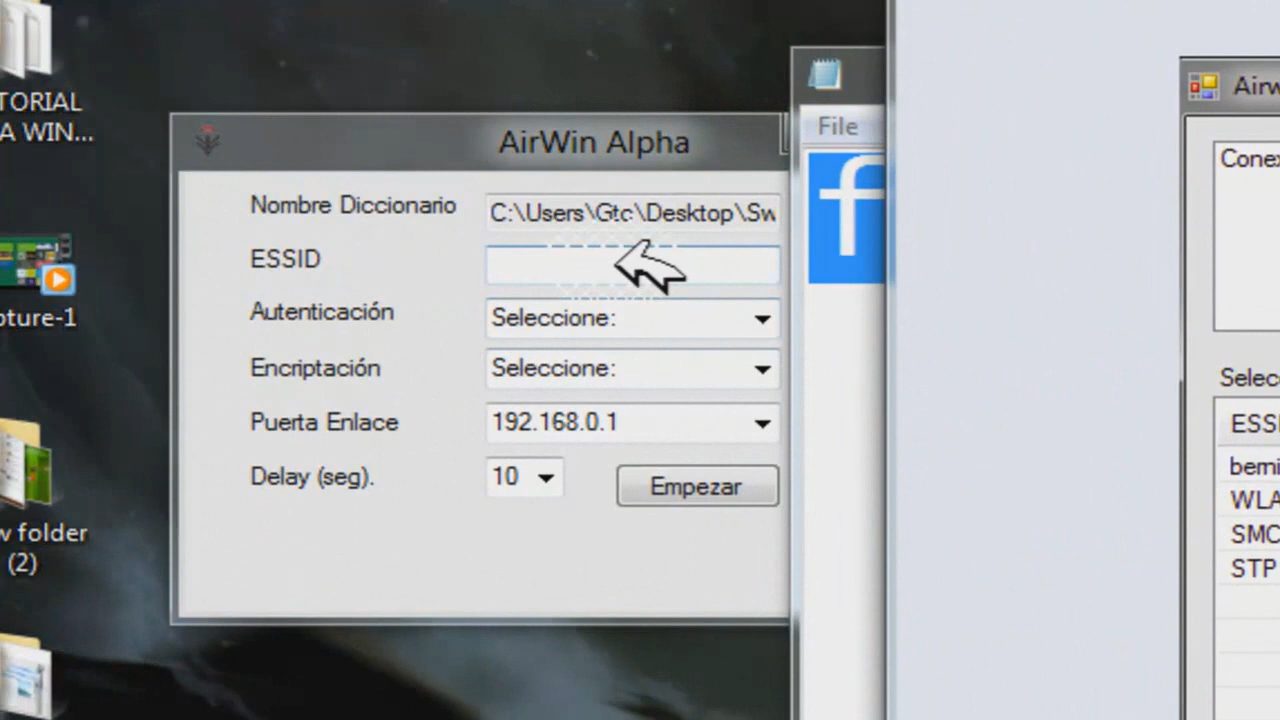 TORIAL
A WIN...
pture-1
w folder
(2)
AirWin Alpha
Nombre Diccionario
C:\Users\Gtc\Desktop\Sw
ESSID
Autenticación
Seleccione:
Encriptación
Seleccione:
Puerta Enlace
192.168.0.1
Delay (seg).
10
Empezar
File
f
Airw
Conex
Selec
ESSI
bemi
WLA
SMC
STP